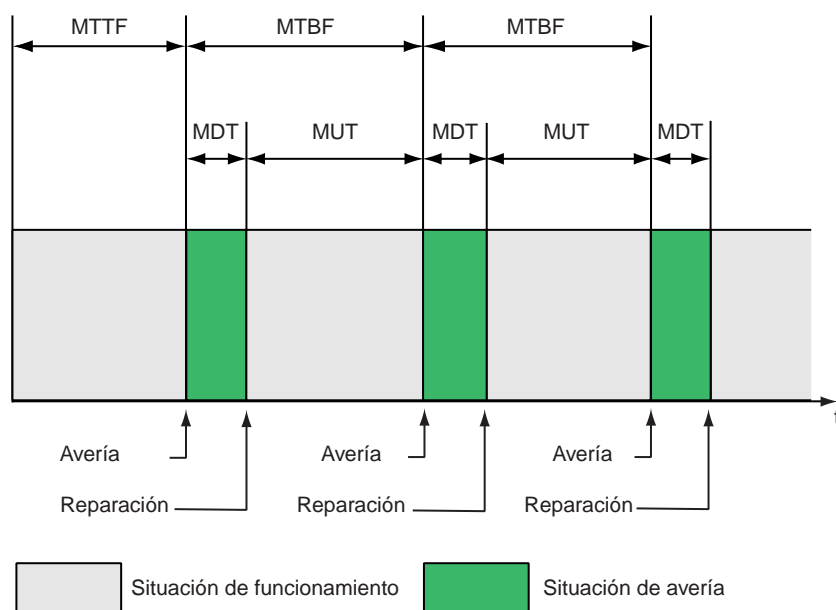 MTTF MTBF MTBF
MDT MUT MDT MUT MDT
t
Avería Avería Avería
Reparación Reparación Reparación
Situación de funcionamiento Situación de avería